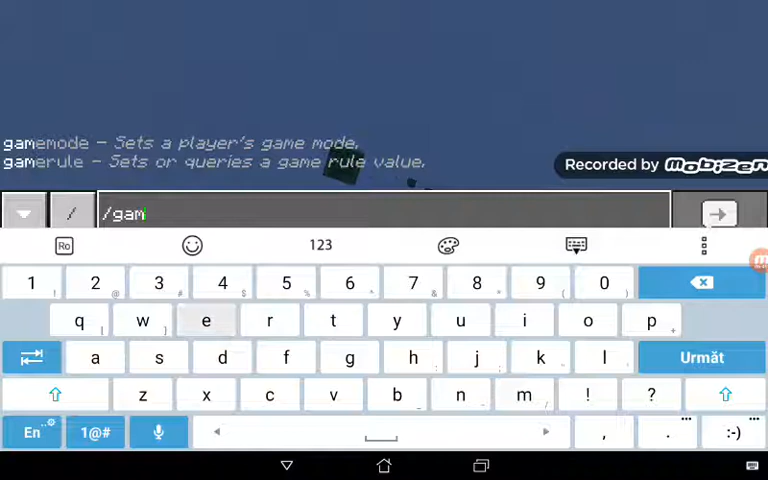 gamemode – Sets a player's game mode.
gamerule – Sets or queries a game rule value.
Recorded by mobizen
/ /gam
Ro 123
1 2 3 4 5 6 7 8 9 0
! @ # $ % ^ & * ( )
q w e r t y u i o p
a s d f g h j k l Următ
z x c v b n m ! ?
En 1@# , . :-)